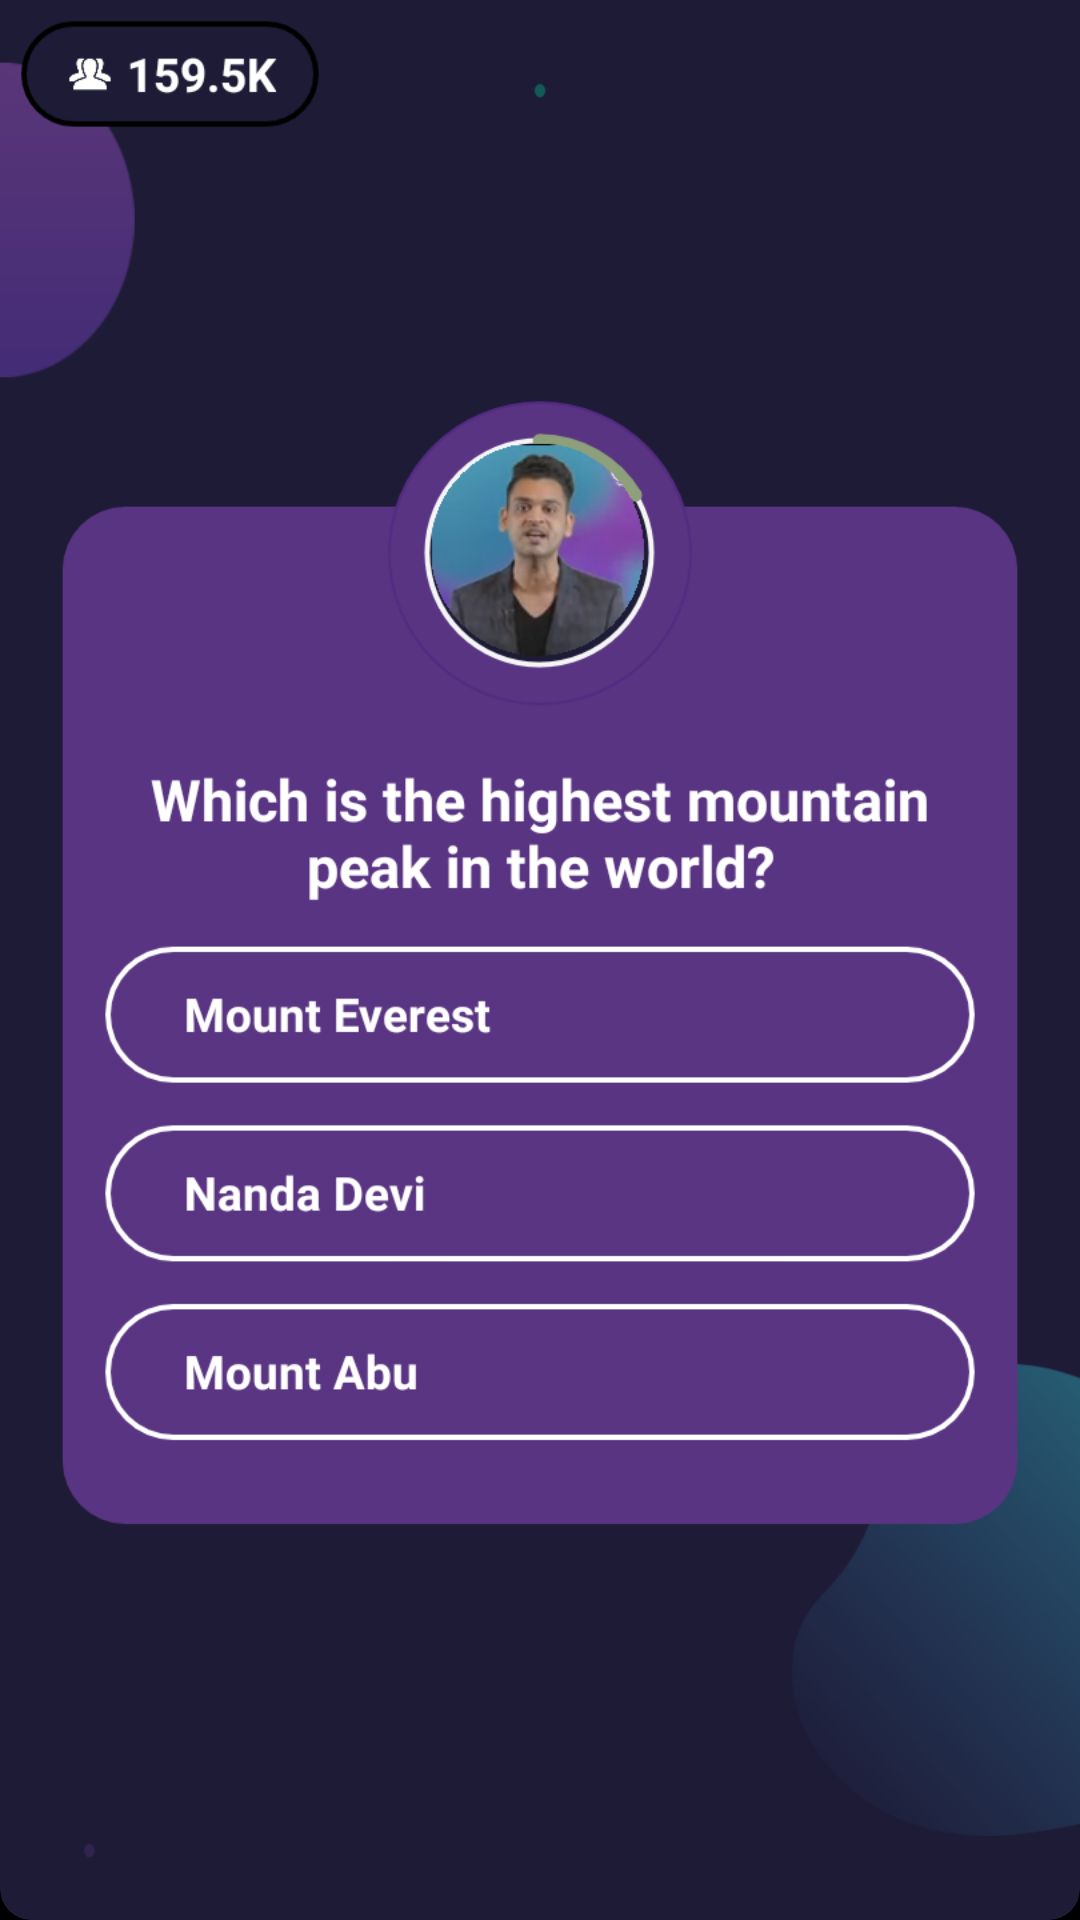 159.5K
Which is the highest mountain
peak in the world?
Mount Everest
Nanda Devi
Mount Abu